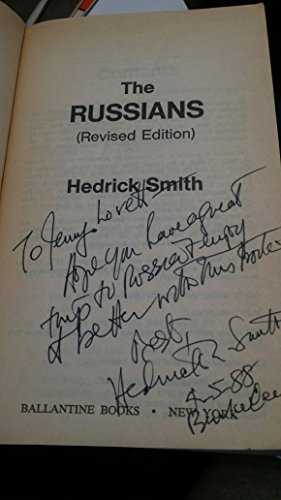 The
RUSSIANS
(Revised Edition)
Hedrick Smith
To Jenny Lovett
Hope you have a great
trip to Russia & enjoy
it better with this book
Best,
Hedrick Smith
4-5-88
BALLANTINE BOOKS • NEW YORK